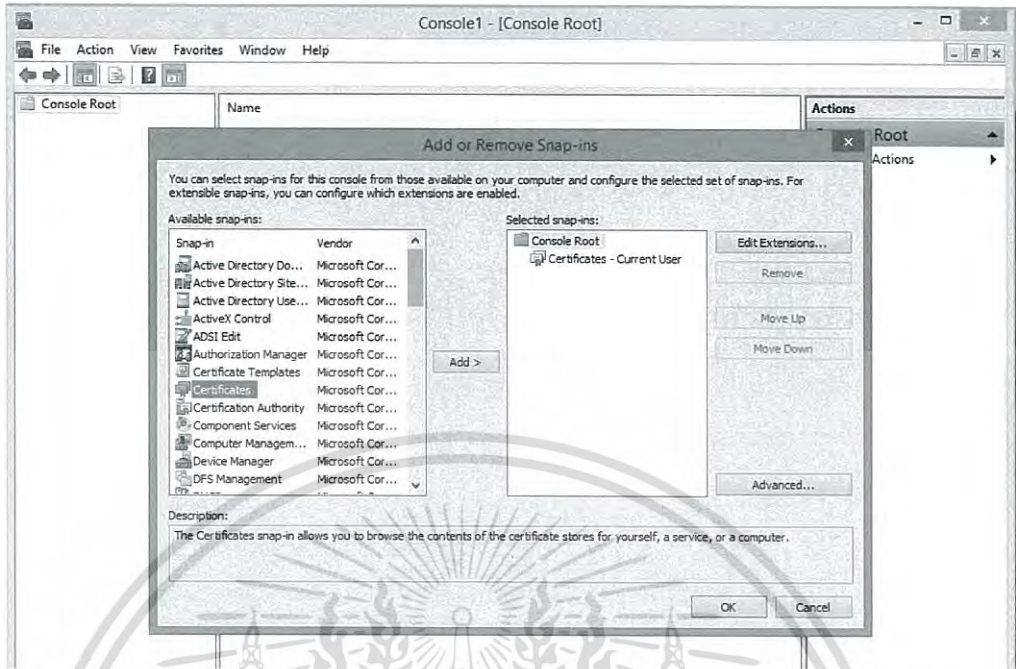 Console1 - [Console Root]
File Action View Favorites Window Help
Console Root
Name
Actions
Root
Actions
Add or Remove Snap-ins
You can select snap-ins for this console from those available on your computer and configure the selected set of snap-ins. For
extensible snap-ins, you can configure which extensions are enabled.
Available snap-ins:
Snap-in Vendor
Active Directory Do... Microsoft Cor...
Active Directory Site... Microsoft Cor...
Active Directory Use... Microsoft Cor...
ActiveX Control Microsoft Cor...
ADSI Edit Microsoft Cor...
Authorization Manager Microsoft Cor...
Certificate Templates Microsoft Cor...
Certificates Microsoft Cor...
Certification Authority Microsoft Cor...
Component Services Microsoft Cor...
Computer Managem... Microsoft Cor...
Device Manager Microsoft Cor...
DFS Management Microsoft Cor...
Add >
Selected snap-ins:
Console Root
Certificates - Current User
Edit Extensions...
Remove
Move Up
Move Down
Advanced...
Description:
The Certificates snap-in allows you to browse the contents of the certificate stores for yourself, a service, or a computer.
OK Cancel